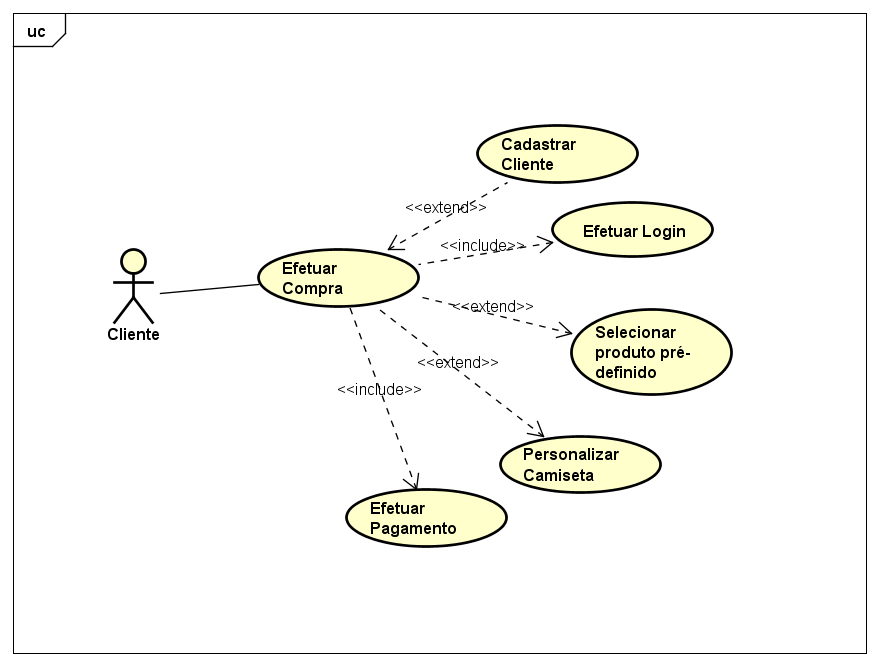 uc
Cadastrar
Cliente
<<extend>>
Efetuar Login
<<include>>
Efetuar
Compra
<<extend>>
Cliente
Selecionar
produto pré-
definido
<<extend>>
<<include>>
Personalizar
Camiseta
Efetuar
Pagamento